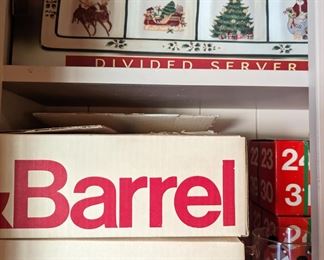 DIVIDED SERVER
Barrel
22 23 24
30 31